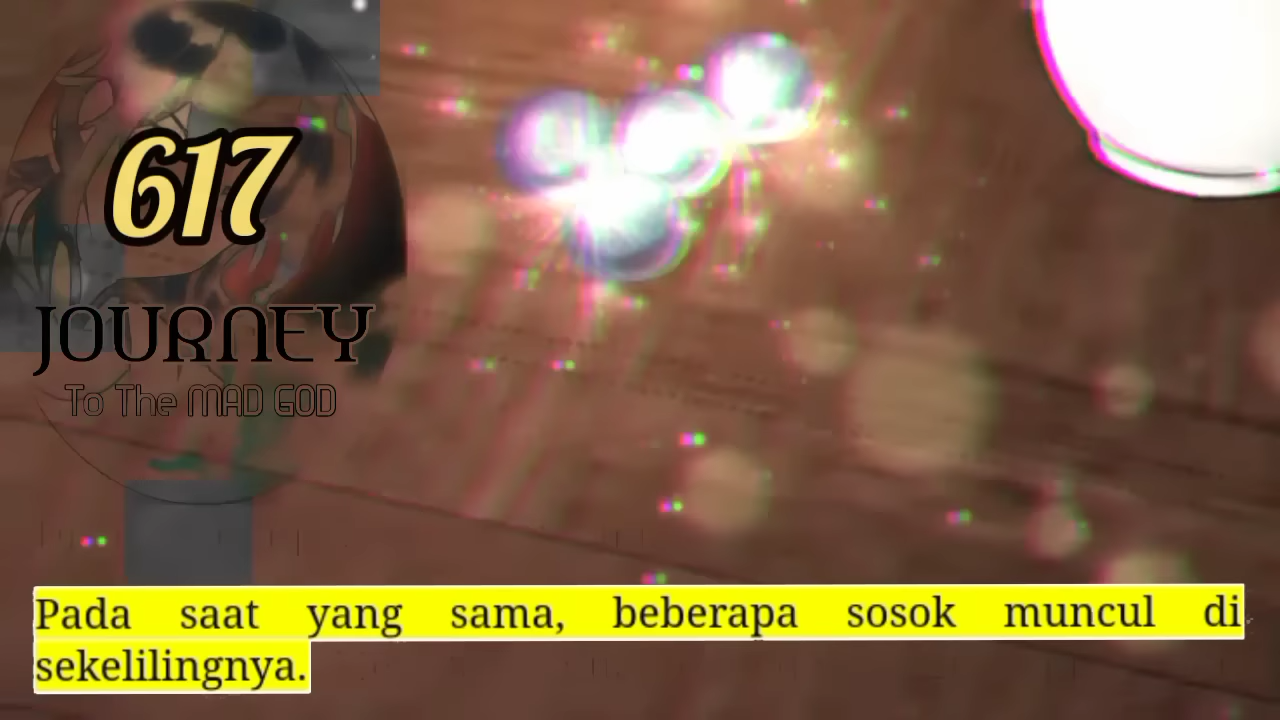 617
JOURNEY
To The MAD GOD
Pada saat yang sama, beberapa sosok muncul di
sekelilingnya.